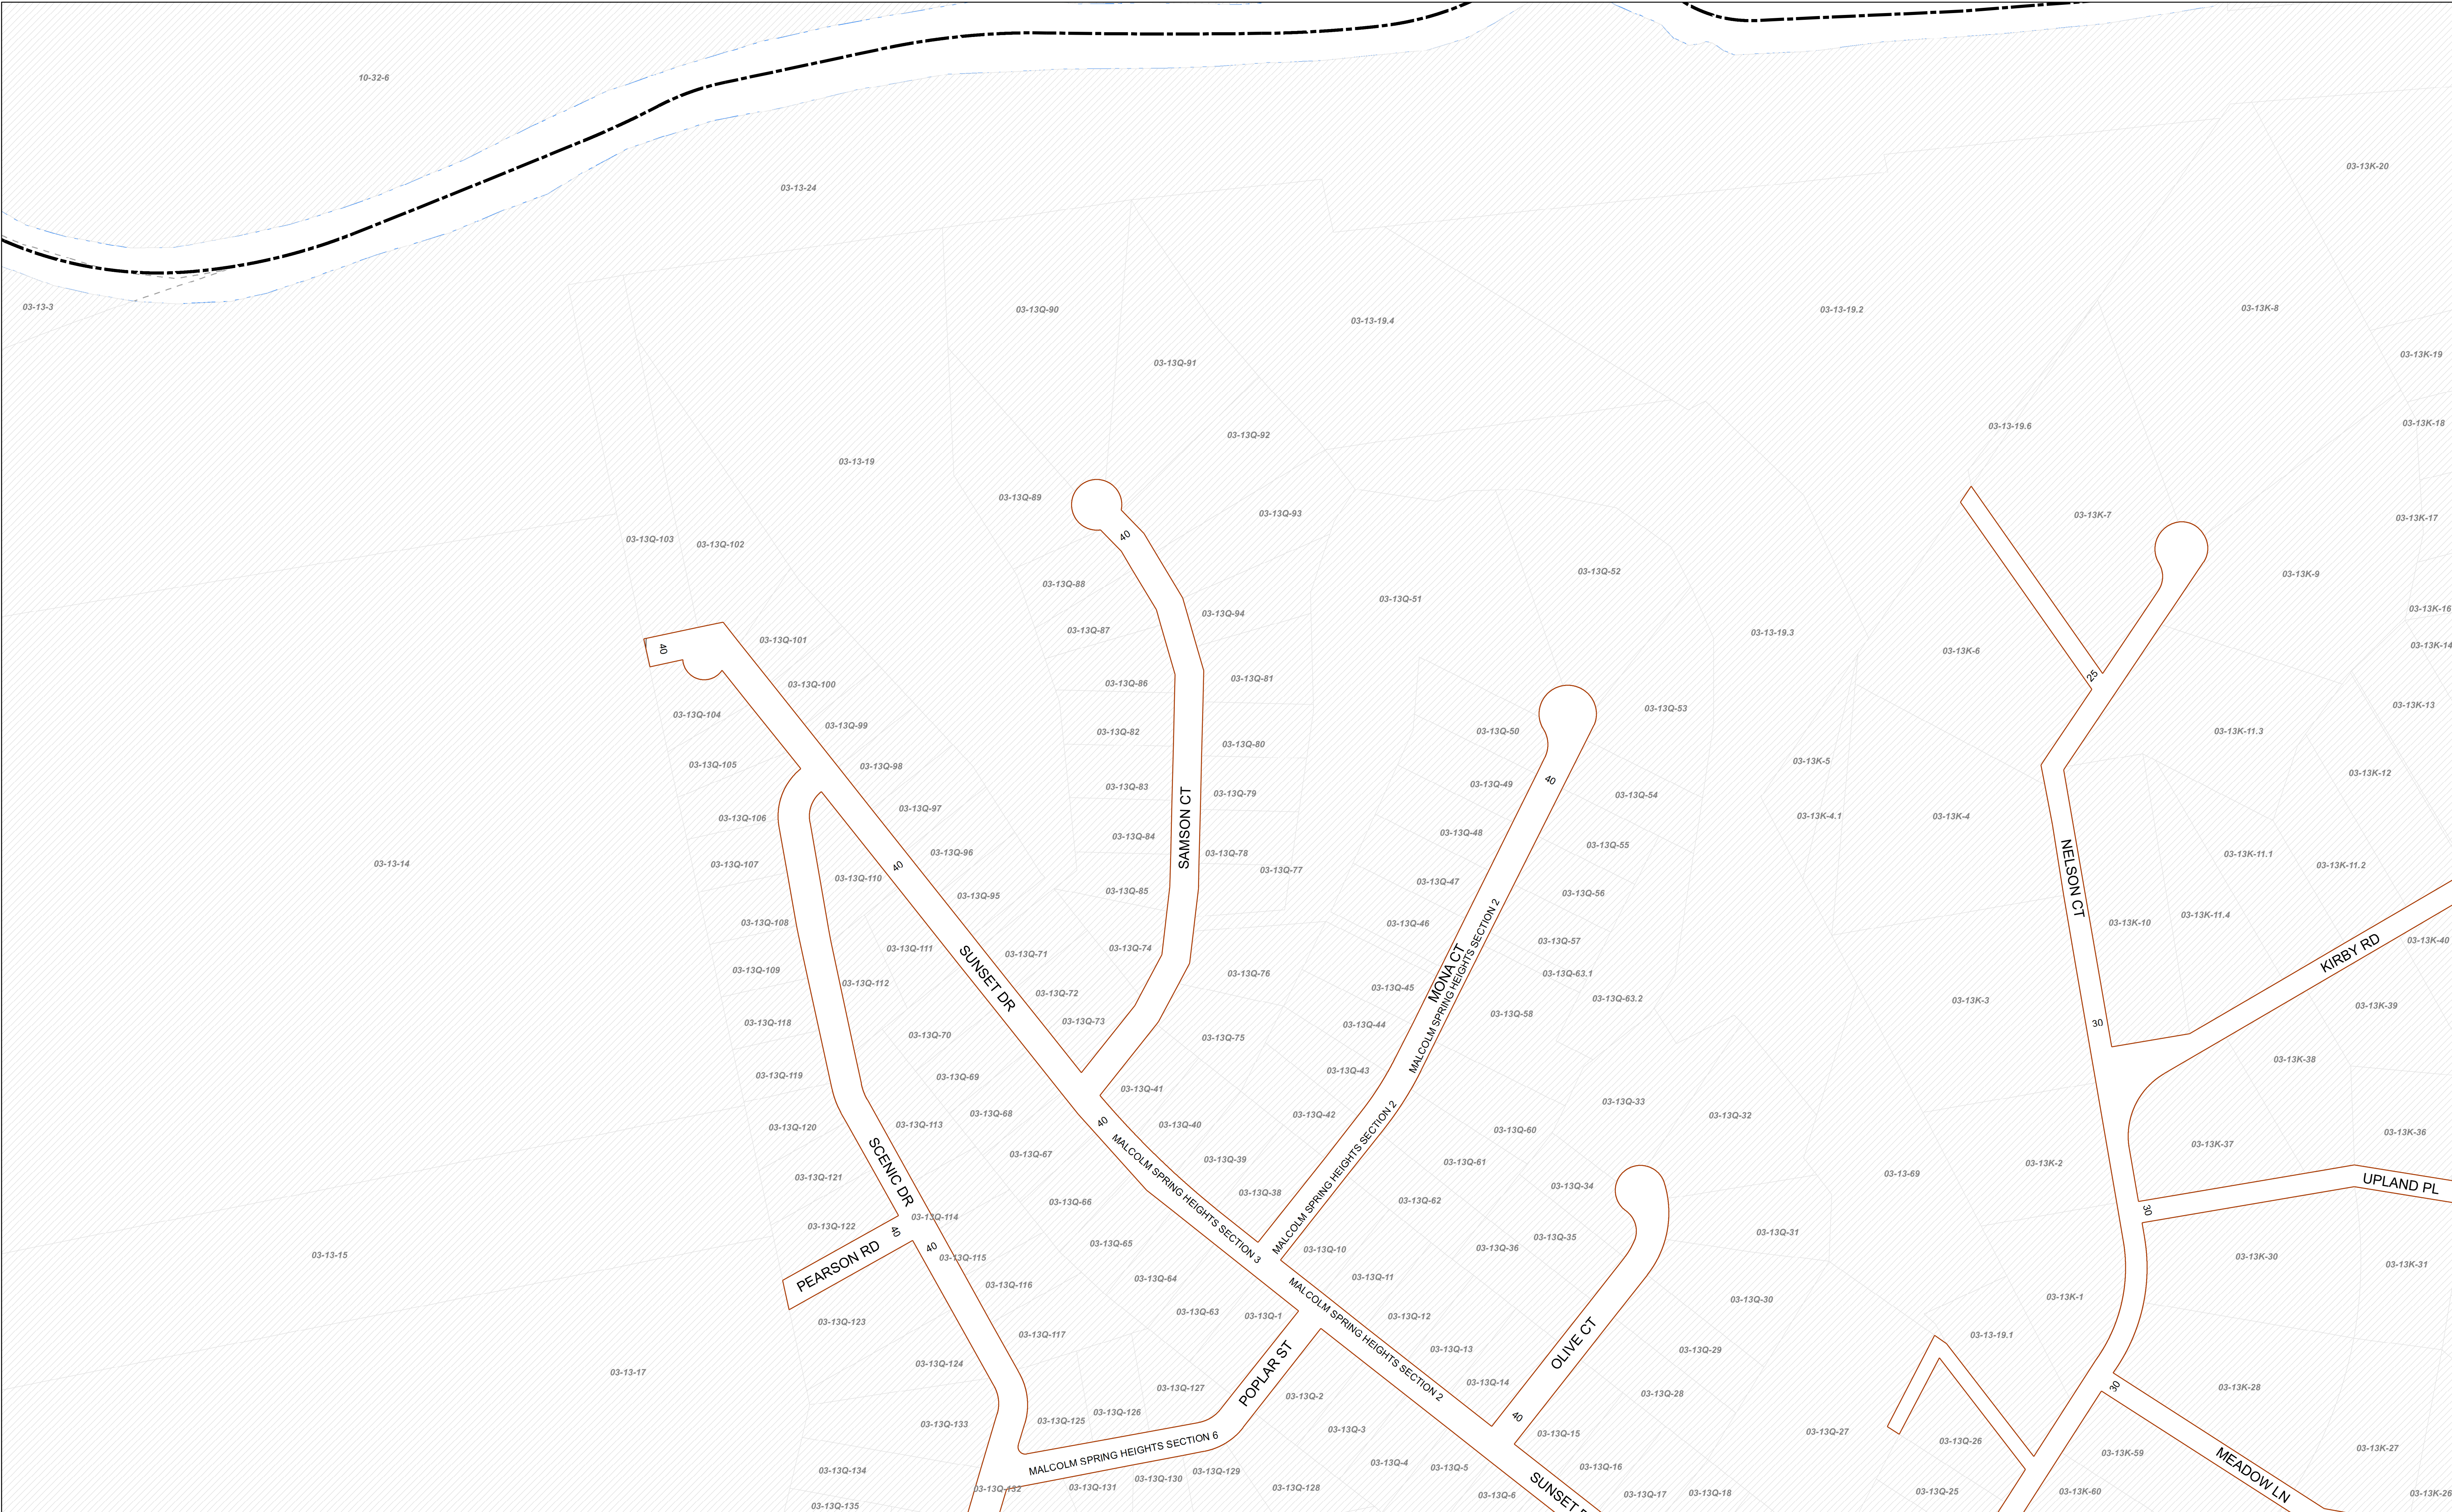 10-32-6
03-13K-20
03-13-24
03-13-3
03-13Q-90
03-13-19.4
03-13-19.2
03-13K-8
03-13K-19
03-13Q-91
03-13K-18
03-13-19.6
03-13Q-92
03-13-19
03-13Q-89
03-13Q-93
03-13K-7
03-13K-17
03-13Q-103
03-13Q-102
40
03-13Q-88
03-13Q-52
03-13K-9
03-13Q-51
03-13K-16
03-13Q-94
03-13Q-101
40
03-13Q-87
03-13-19.3
03-13K-6
03-13K-14
03-13Q-100
03-13Q-86
03-13Q-81
25
03-13Q-104
03-13Q-99
03-13Q-53
03-13K-13
03-13Q-82
03-13Q-80
03-13Q-50
03-13K-11.3
03-13Q-105
03-13Q-98
03-13K-5
03-13K-12
03-13Q-83
03-13Q-79
03-13Q-49
40
03-13Q-54
03-13Q-106
03-13Q-97
SAMSON CT
03-13K-4.1
03-13K-4
03-13Q-84
03-13Q-48
03-13Q-55
03-13-14
03-13Q-107
40
03-13Q-96
03-13Q-78
03-13Q-77
03-13K-11.1
03-13K-11.2
NELSON CT
03-13Q-110
03-13Q-95
03-13Q-85
03-13Q-47
03-13Q-56
03-13Q-108
03-13Q-46
03-13K-10
03-13K-11.4
03-13Q-111
SUNSET DR
03-13Q-71
03-13Q-74
03-13Q-57
KIRBY RD
03-13K-40
03-13Q-109
03-13Q-112
03-13Q-76
MONA CT
MALCOLM SPRING HEIGHTS SECTION 2
03-13Q-63.1
03-13Q-72
03-13Q-45
03-13Q-63.2
03-13K-3
03-13K-39
03-13Q-118
03-13Q-73
03-13Q-44
03-13Q-58
30
03-13Q-70
03-13Q-75
03-13K-38
03-13Q-119
03-13Q-69
03-13Q-41
03-13Q-43
03-13Q-33
03-13Q-32
03-13Q-120
03-13Q-113
03-13Q-68
40
03-13Q-40
03-13Q-42
03-13Q-60
03-13K-37
03-13K-36
SCENIC DR
03-13Q-67
MALCOLM SPRING HEIGHTS SECTION 3
03-13Q-39
MALCOLM SPRING HEIGHTS SECTION 2
03-13Q-61
03-13-69
03-13K-2
03-13Q-121
03-13Q-66
03-13Q-38
03-13Q-62
03-13Q-34
UPLAND PL
30
03-13Q-122
40
03-13Q-114
03-13Q-65
03-13Q-35
03-13Q-31
PEARSON RD
40
03-13Q-115
03-13Q-10
03-13Q-36
03-13-15
03-13Q-116
03-13Q-64
03-13Q-11
03-13K-30
03-13K-31
03-13Q-123
03-13Q-63
03-13Q-1
MALCOLM SPRING HEIGHTS SECTION 2
03-13Q-12
03-13Q-30
03-13K-1
03-13Q-117
03-13Q-13
OLIVE CT
03-13Q-29
03-13-19.1
03-13-17
03-13Q-124
POPLAR ST
03-13Q-127
03-13Q-2
03-13Q-14
03-13Q-28
30
03-13K-28
03-13Q-133
03-13Q-125
03-13Q-126
03-13Q-3
40
03-13Q-15
03-13Q-27
03-13Q-26
03-13K-59
03-13K-27
MALCOLM SPRING HEIGHTS SECTION 6
03-13Q-134
03-13Q-130
03-13Q-129
03-13Q-4
03-13Q-5
03-13Q-16
MEADOW LN
03-13Q-132
03-13Q-131
03-13Q-128
03-13Q-6
SUNSET
03-13Q-17
03-13Q-18
03-13Q-25
03-13K-60
03-13K-26
03-13Q-135